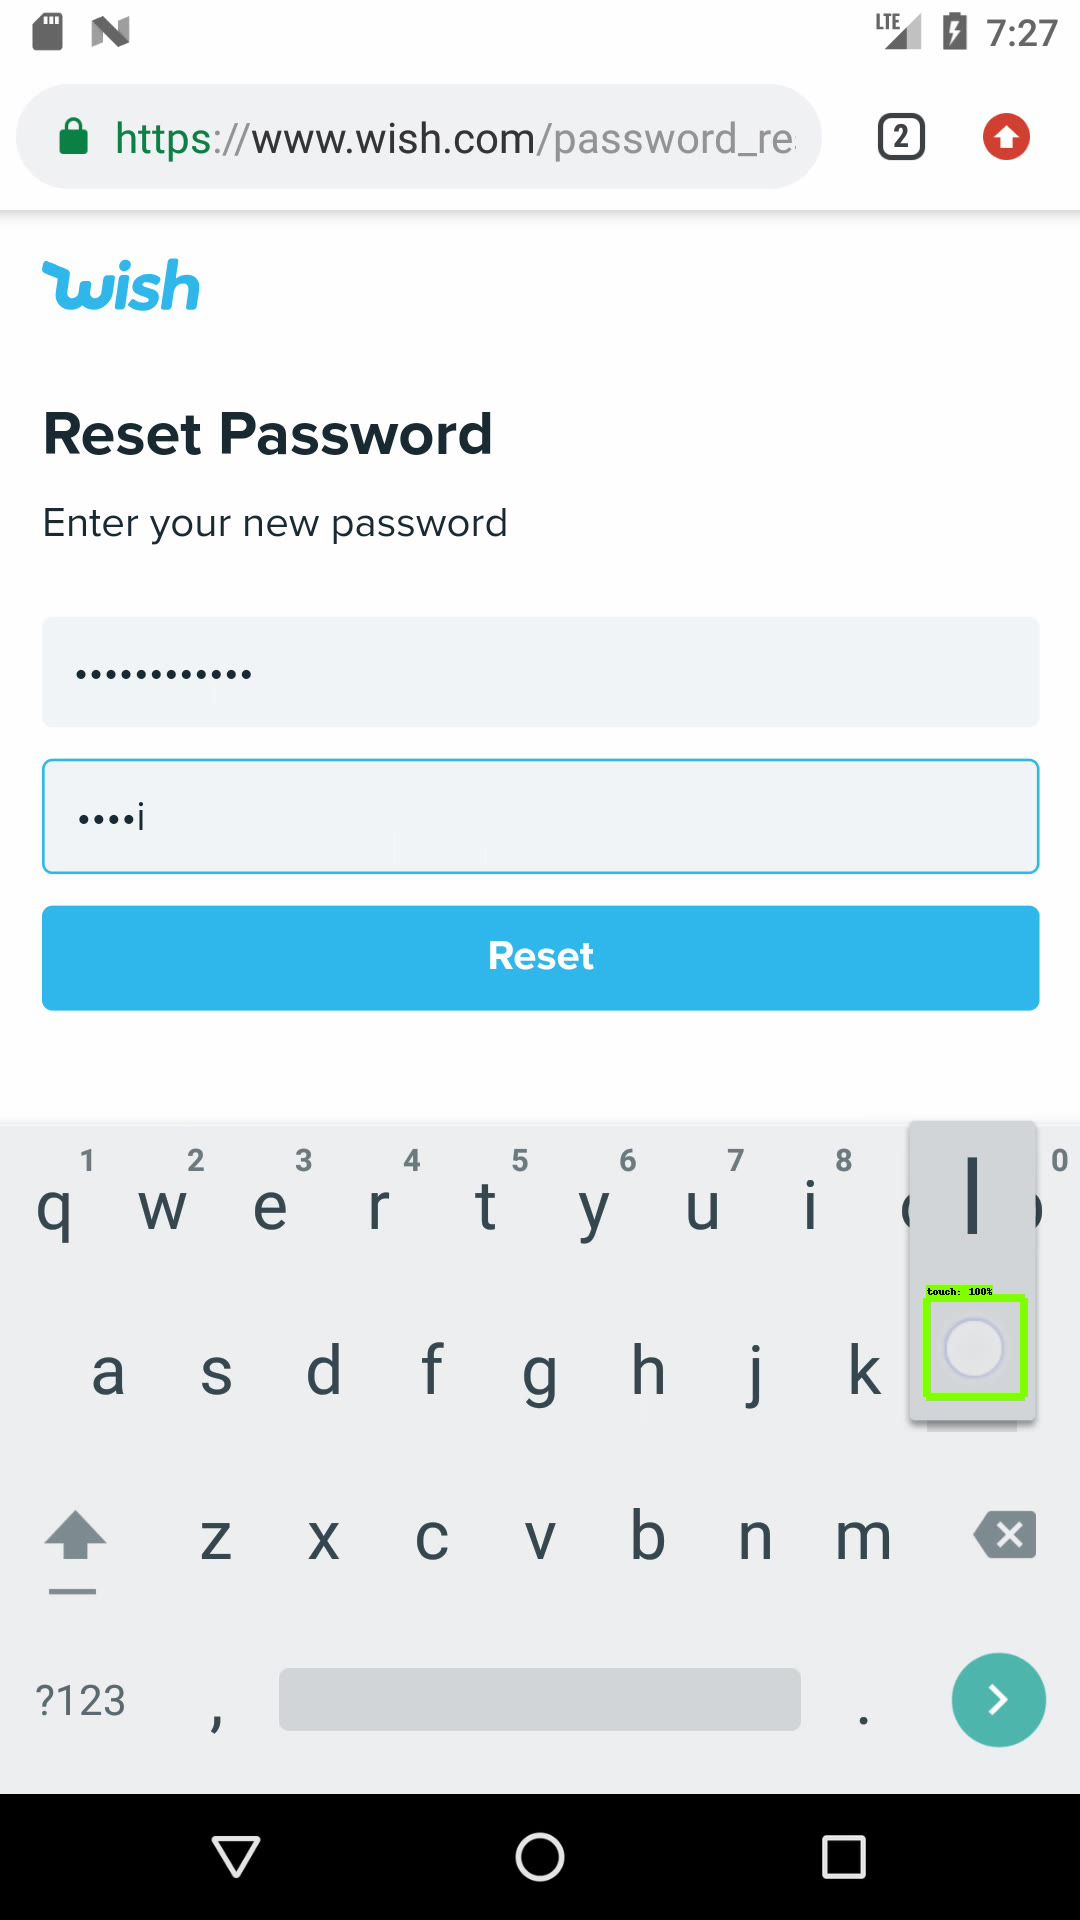 LTE 7:27
https://www.wish.com/password_re
2
wish
Reset Password
Enter your new password
••••••••••••
••••i
Reset
1 2 3 4 5 6 7 8 0
q w e r t y u i
l
touch: 100%
a s d f g h j k
z x c v b n m
?123 , .